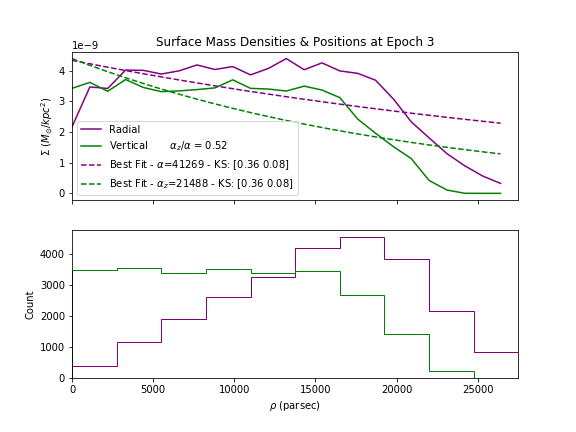 Surface Mass Densities & Positions at Epoch 3
1e−9
4
3
2
1
0
Σ (M⊙/kpc²)
Radial
Vertical αz/α = 0.52
Best Fit - α=41269 - KS: [0.36 0.08]
Best Fit - αz=21488 - KS: [0.36 0.08]
4000
3000
2000
1000
0
Count
0 5000 10000 15000 20000 25000
ρ (parsec)